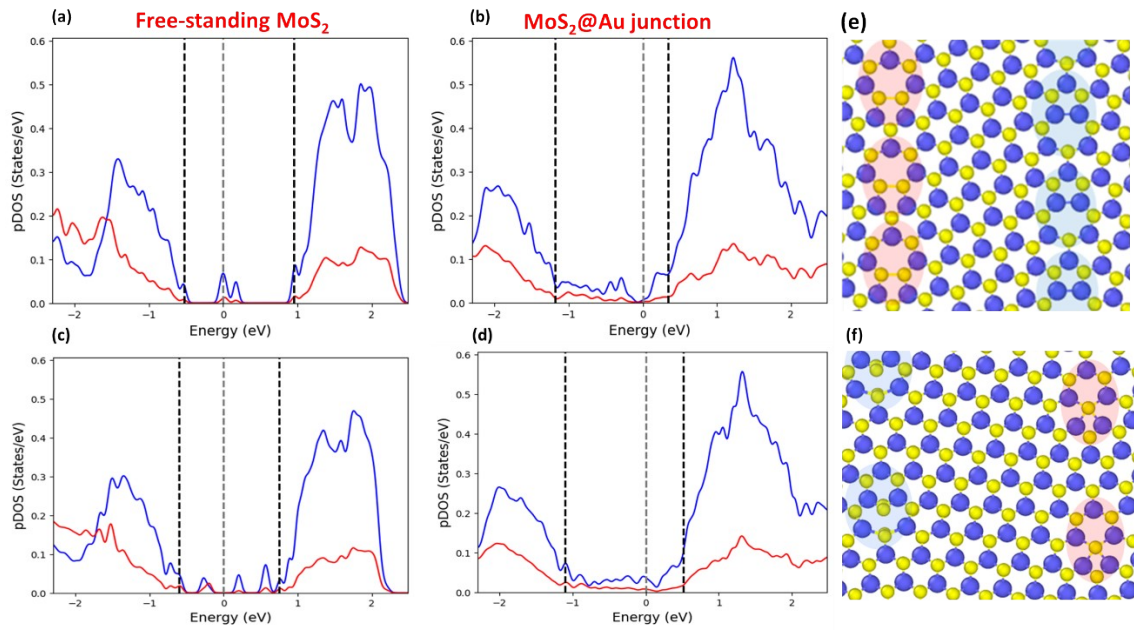 (a) Free-standing MoS₂ (b) MoS₂@Au junction (e)
0.6 0.5 0.4 0.3 0.2 0.1 0.0
pDOS (States/eV)
−2 −1 0 1 2
Energy (eV)
0.6 0.5 0.4 0.3 0.2 0.1 0.0
pDOS (States/eV)
−2 −1 0 1 2
Energy (eV)
(c) (d) (f)
0.6 0.5 0.4 0.3 0.2 0.1 0.0
pDOS (States/eV)
−2 −1 0 1 2
Energy (eV)
0.6 0.5 0.4 0.3 0.2 0.1 0.0
pDOS (States/eV)
−2 −1 0 1 2
Energy (eV)